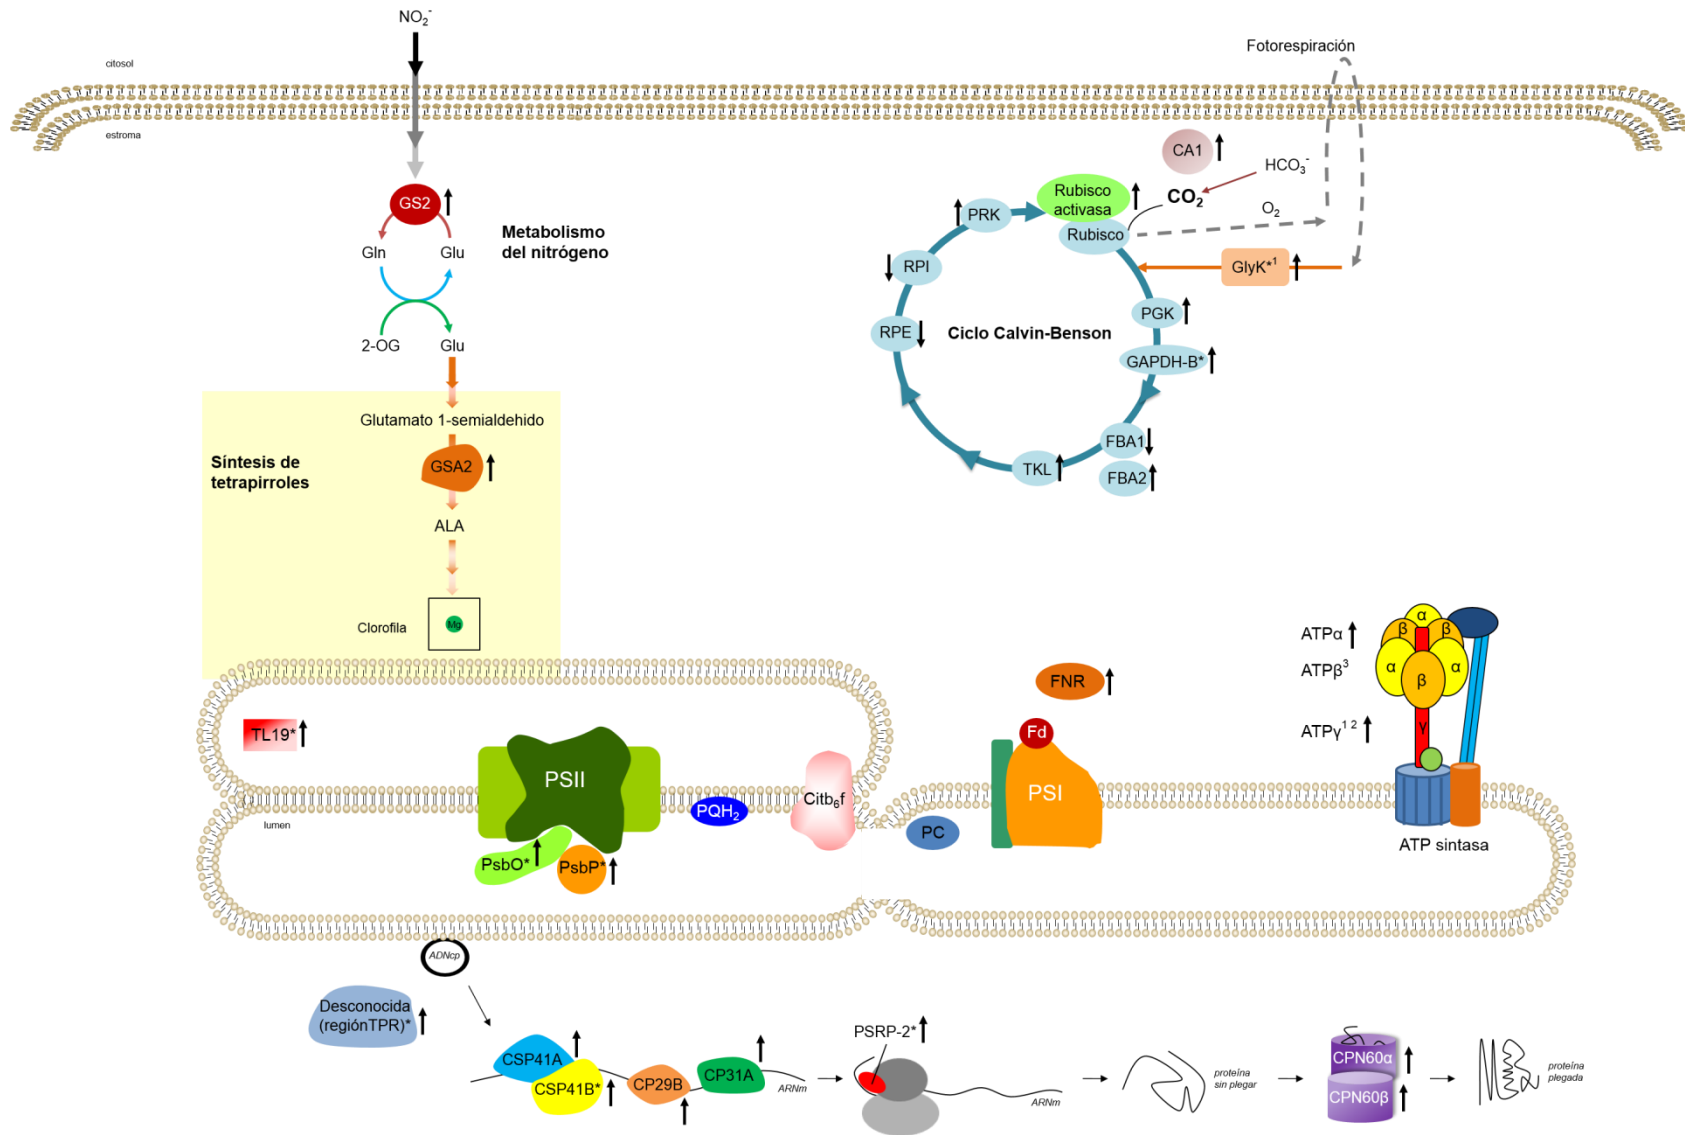 NO₂⁻
citosol
estroma
Fotorespiración
CA1
HCO₃⁻
CO₂
O₂
Rubisco
activasa
Rubisco
PRK
RPI
RPE
Ciclo Calvin-Benson
GlyK*¹
PGK
GAPDH-B*
FBA1
FBA2
TKL
GS2
Gln
Glu
Metabolismo
del nitrógeno
2-OG
Glu
Glutamato 1-semialdehido
Síntesis de
tetrapirroles
GSA2
ALA
Clorofila
Mg
TL19*
PSII
PsbO*
PsbP*
lumen
PQH₂
Citb₆f
PC
FNR
Fd
PSI
ATPα
ATPβ³
ATPγ¹ ²
α
β
β
α
α
β
γ
ATP sintasa
ADNcp
Desconocida
(regiónTPR)*
CSP41A
CSP41B*
CP29B
CP31A
ARNm
PSRP-2*
ARNm
proteína
sin plegar
CPN60α
CPN60β
proteína
plegada